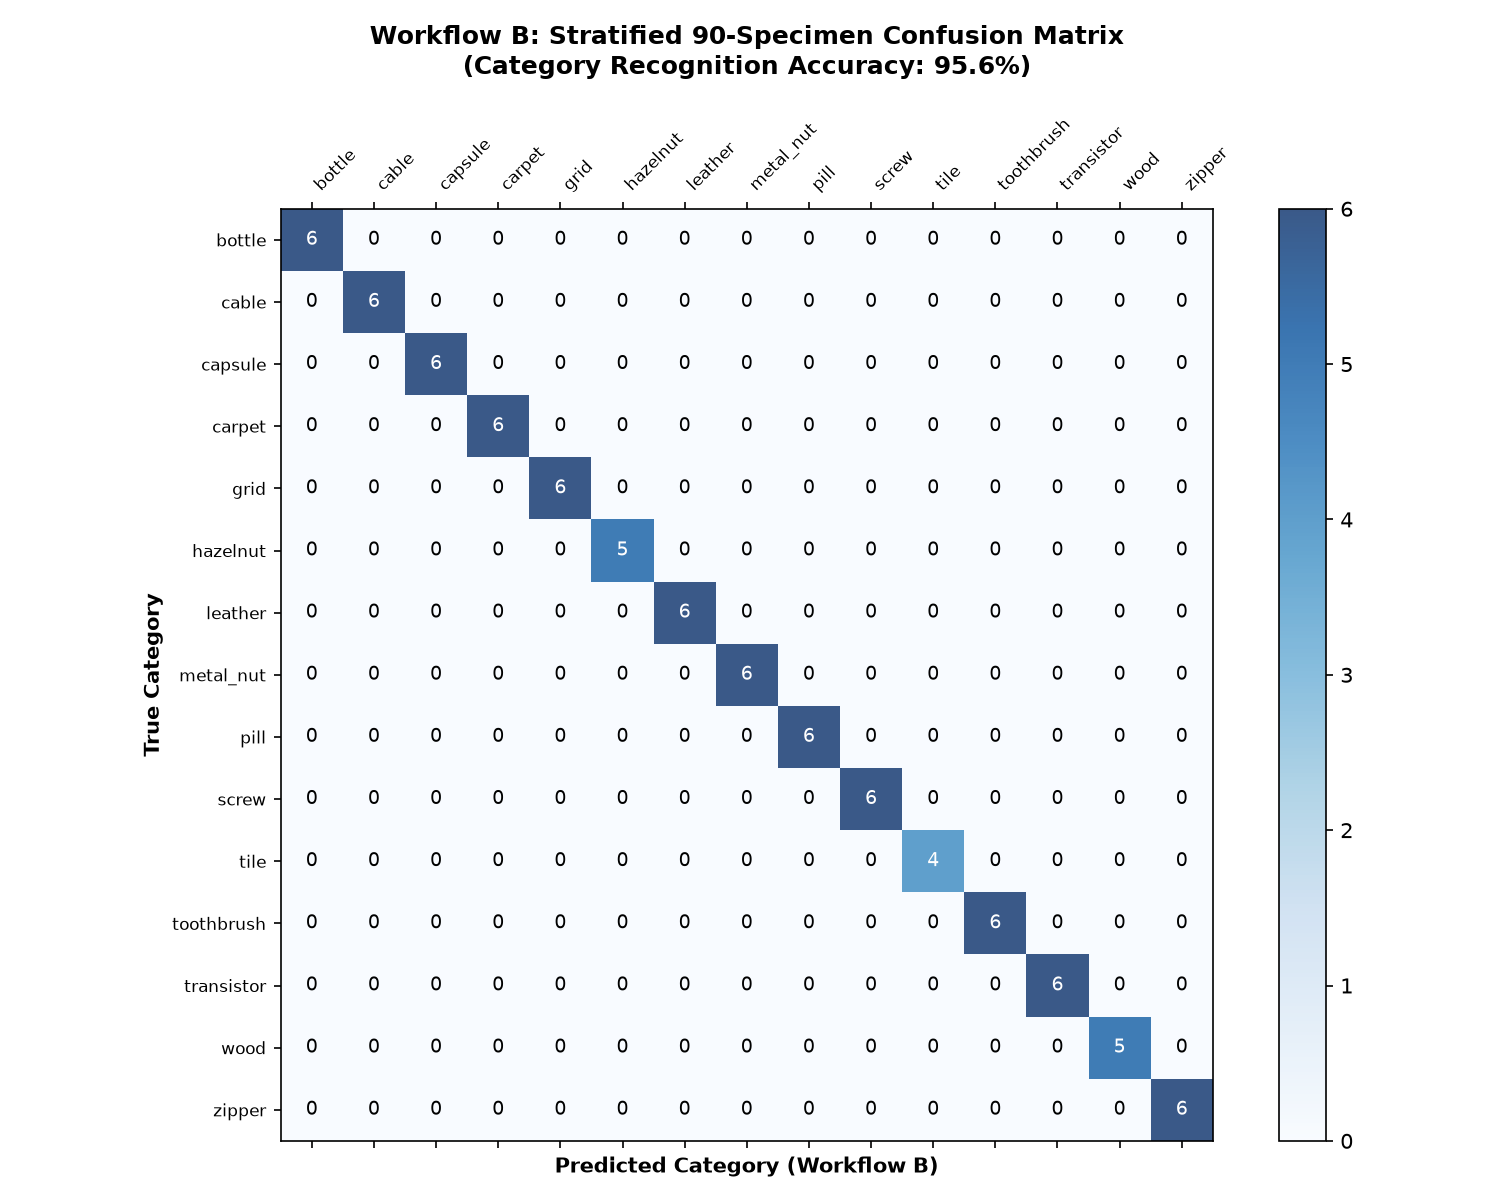 Workflow B: Stratified 90-Specimen Confusion Matrix
(Category Recognition Accuracy: 95.6%)
bottle cable capsule carpet grid hazelnut leather metal_nut pill screw tile toothbrush transistor wood zipper
bottle 6 0 0 0 0 0 0 0 0 0 0 0 0 0 0
cable 0 6 0 0 0 0 0 0 0 0 0 0 0 0 0
capsule 0 0 6 0 0 0 0 0 0 0 0 0 0 0 0
carpet 0 0 0 6 0 0 0 0 0 0 0 0 0 0 0
grid 0 0 0 0 6 0 0 0 0 0 0 0 0 0 0
hazelnut 0 0 0 0 0 5 0 0 0 0 0 0 0 0 0
leather 0 0 0 0 0 0 6 0 0 0 0 0 0 0 0
metal_nut 0 0 0 0 0 0 0 6 0 0 0 0 0 0 0
pill 0 0 0 0 0 0 0 0 6 0 0 0 0 0 0
screw 0 0 0 0 0 0 0 0 0 6 0 0 0 0 0
tile 0 0 0 0 0 0 0 0 0 0 4 0 0 0 0
toothbrush 0 0 0 0 0 0 0 0 0 0 0 6 0 0 0
transistor 0 0 0 0 0 0 0 0 0 0 0 0 6 0 0
wood 0 0 0 0 0 0 0 0 0 0 0 0 0 5 0
zipper 0 0 0 0 0 0 0 0 0 0 0 0 0 0 6
True Category
Predicted Category (Workflow B)
6
5
4
3
2
1
0